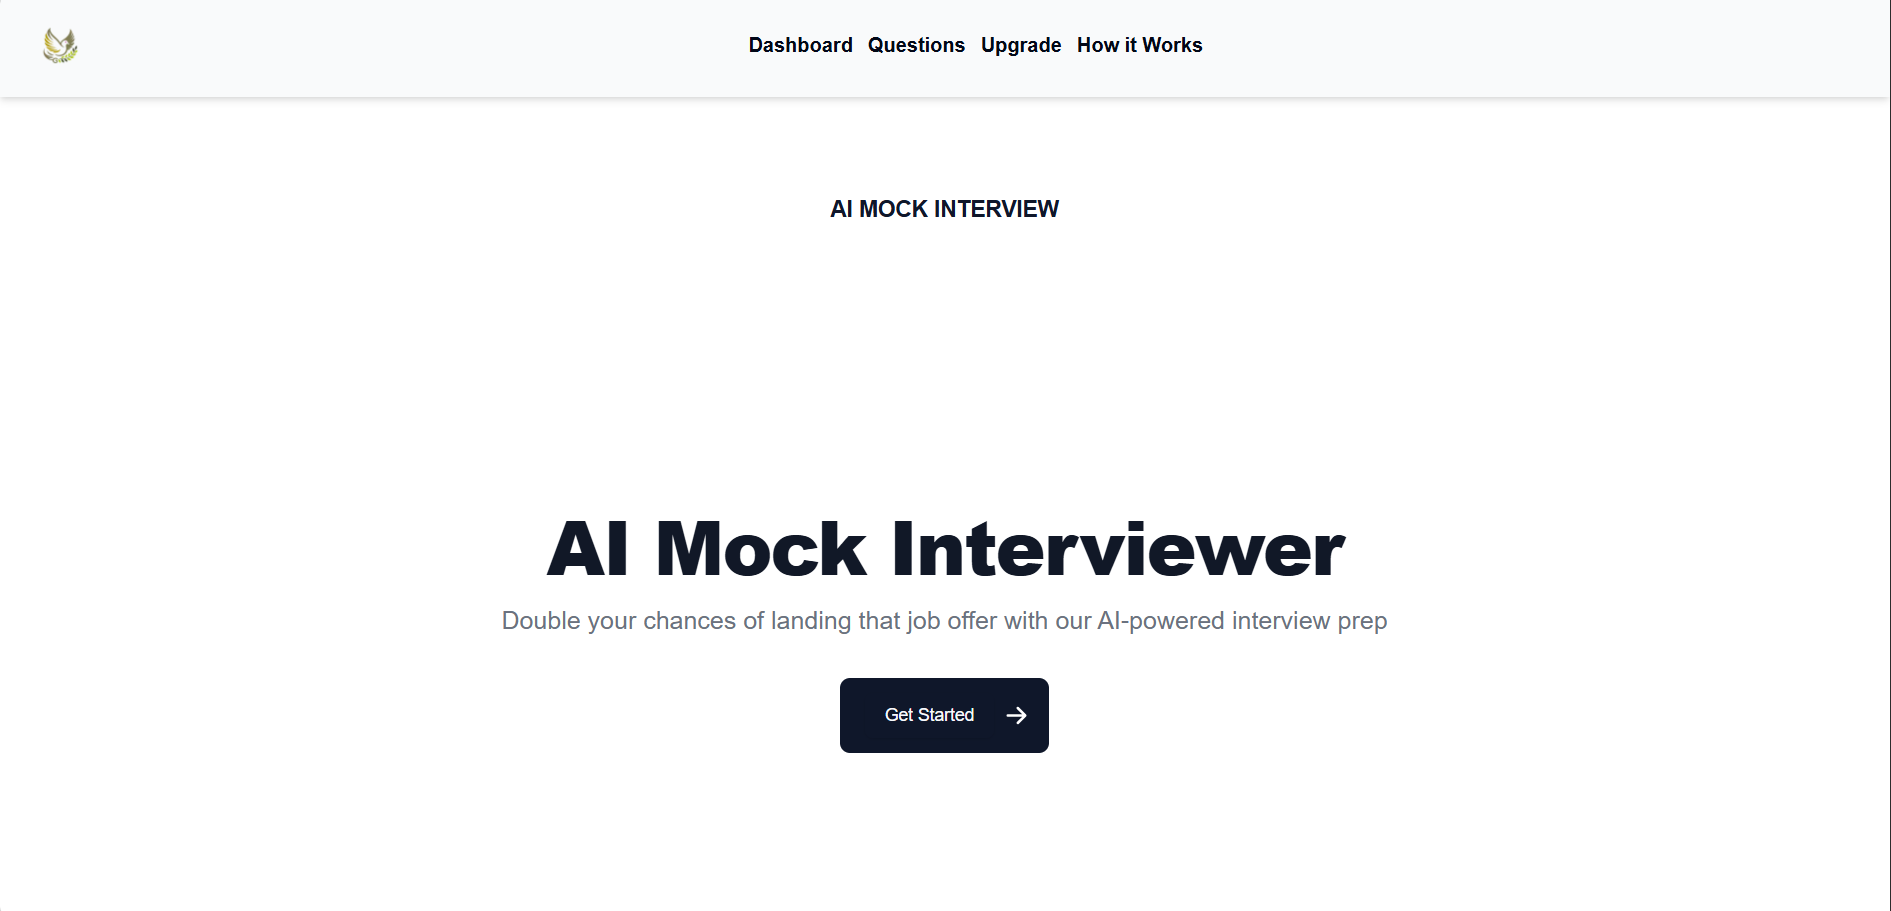 Dashboard Questions Upgrade How it Works
AI MOCK INTERVIEW
AI Mock Interviewer
Double your chances of landing that job offer with our AI-powered interview prep
Get Started